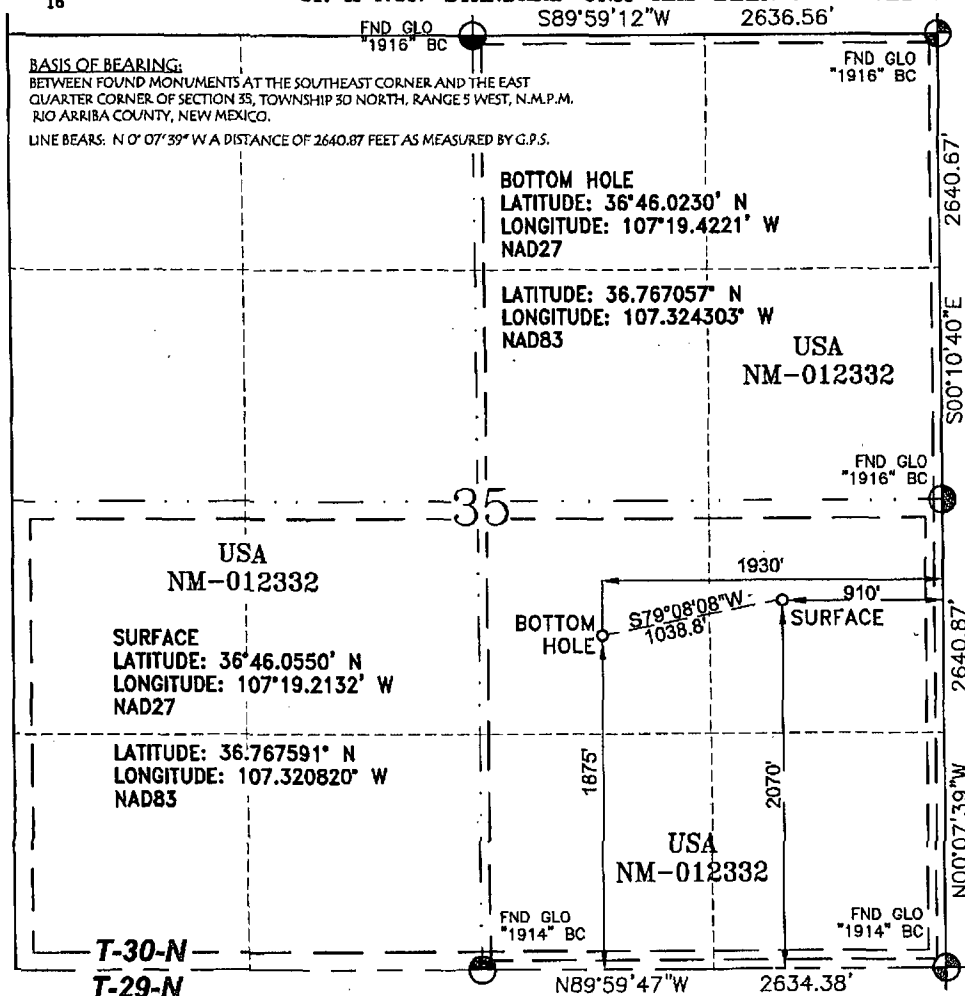 16
S89°59'12"W 2636.56'
FND GLO
"1916" BC
FND GLO
"1916" BC
BASIS OF BEARING:
BETWEEN FOUND MONUMENTS AT THE SOUTHEAST CORNER AND THE EAST
QUARTER CORNER OF SECTION 35, TOWNSHIP 30 NORTH, RANGE 5 WEST, N.M.P.M.
RIO ARRIBA COUNTY, NEW MEXICO.
LINE BEARS: N 0° 07'39" W A DISTANCE OF 2640.87 FEET AS MEASURED BY G.P.S.
2640.67'
BOTTOM HOLE
LATITUDE: 36°46.0230' N
LONGITUDE: 107°19.4221' W
NAD27
LATITUDE: 36.767057° N
LONGITUDE: 107.324303° W
NAD83
USA
NM-012332
S00°10'40"E
FND GLO
"1916" BC
35
USA
NM-012332
1930'
910'
S79°08'08"W
1038.8'
BOTTOM
HOLE
SURFACE
SURFACE
LATITUDE: 36°46.0550' N
LONGITUDE: 107°19.2132' W
NAD27
2640.87'
LATITUDE: 36.767591° N
LONGITUDE: 107.320820° W
NAD83
1875'
2070'
N00°07'39"W
USA
NM-012332
FND GLO
"1914" BC
FND GLO
"1914" BC
T-30-N
T-29-N
N89°59'47"W 2634.38'